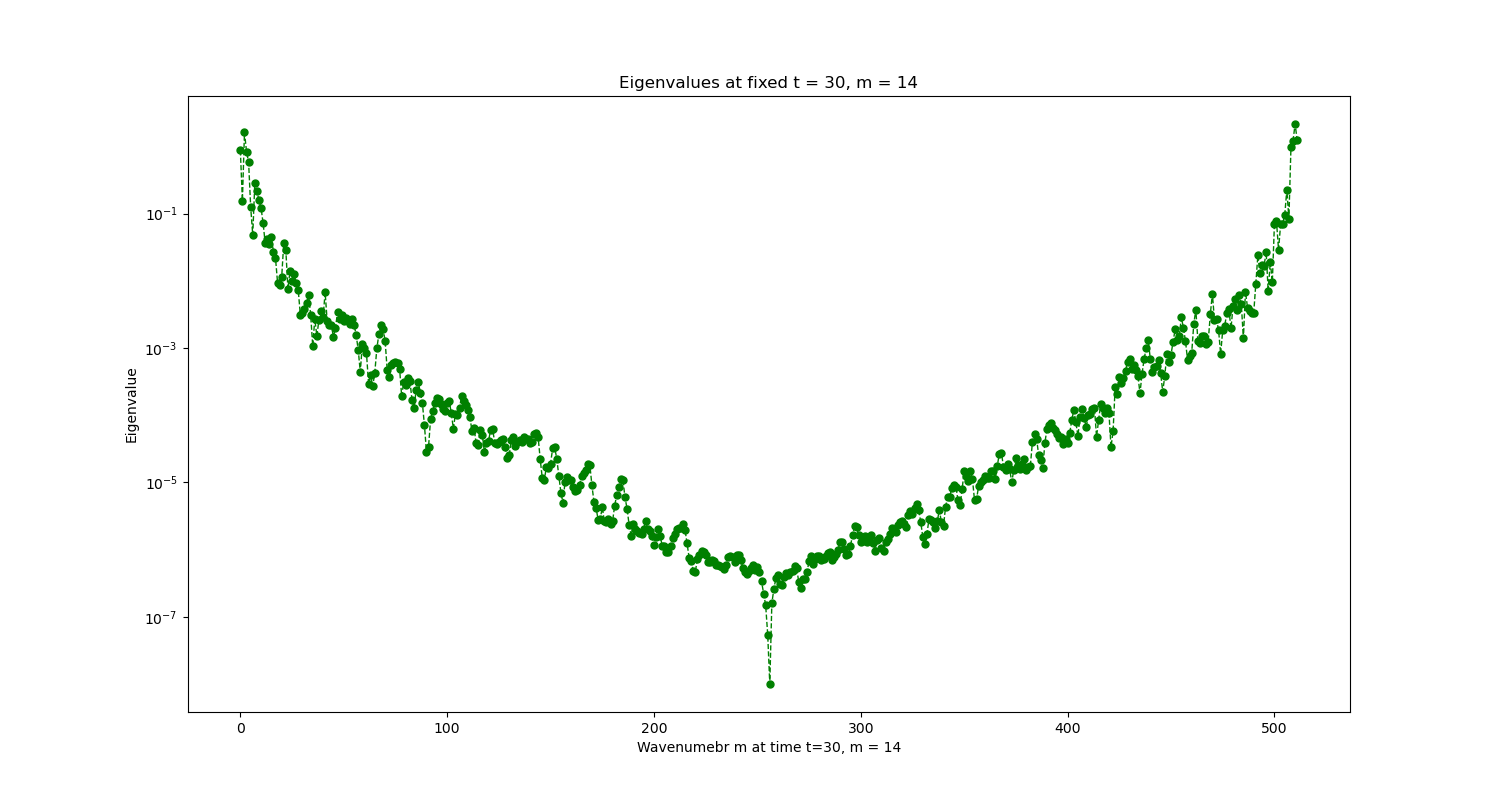 Eigenvalues at fixed t = 30, m = 14
Eigenvalue
10⁻¹
10⁻³
10⁻⁵
10⁻⁷
0 100 200 300 400 500
Wavenumebr m at time t=30, m = 14